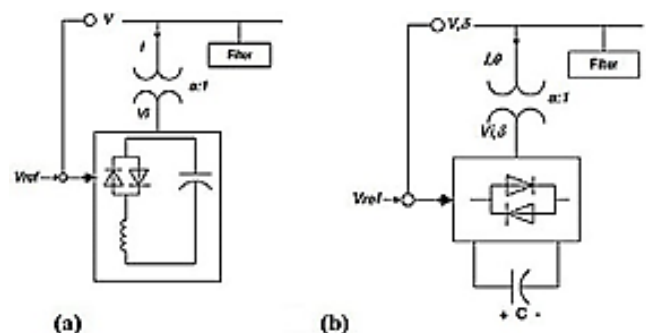 V
I
Filter
a:1
Vi
Vref
(a)
V,δ
I,θ
Filter
a:1
Vi,δ
Vref
+ C -
(b)